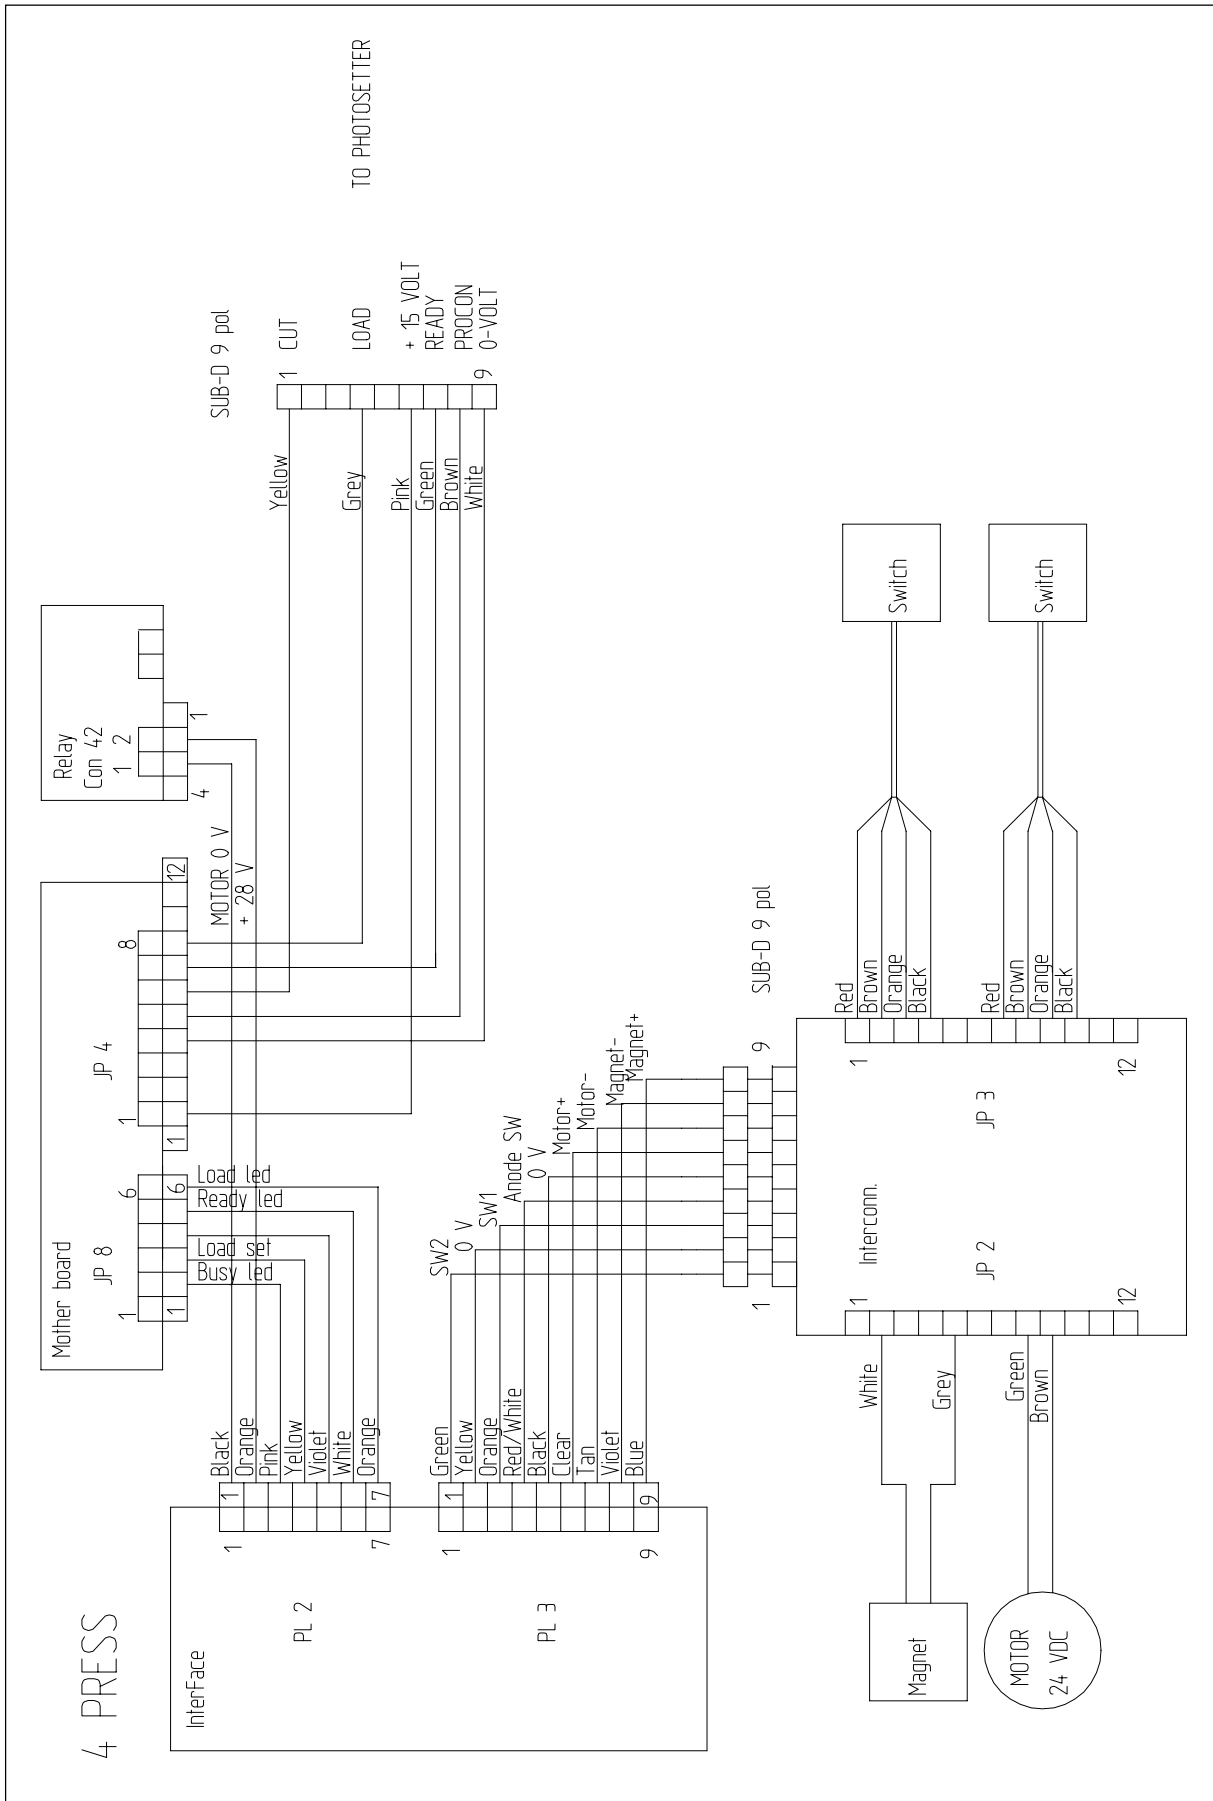 4 PRESS
InterFace
PL 2
PL 3
1
7
1
9
1
7
1
9
Black
Orange
Pink
Yellow
Violet
White
Orange
Green
Yellow
Orange
Red/White
Black
Clear
Tan
Violet
Blue
Mother board
JP 8
JP 4
1
6
1
8
1
6
1
12
Load led
Ready led
Load set
Busy led
MOTOR 0 V
+ 28 V
Relay
Con 42
1 2
4
1
SUB-D 9 pol
1
9
Yellow
Grey
Pink
Green
Brown
White
CUT
LOAD
+ 15 VOLT
READY
PROCON
0-VOLT
TO PHOTOSETTER
SW2
0 V
SW1
Anode SW
0 V
Motor+
Motor-
Magnet-
Magnet+
SUB-D 9 pol
1
9
Interconn.
JP 2
JP 3
1
12
1
12
White
Grey
Green
Brown
Magnet
MOTOR
24 VDC
Red
Brown
Orange
Black
Red
Brown
Orange
Black
Switch
Switch